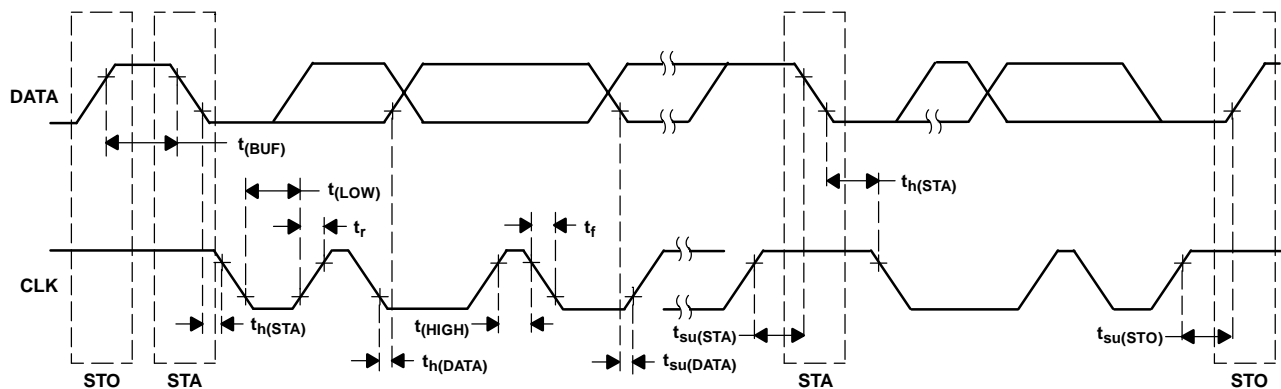 DATA
t(BUF)
t(LOW)
th(STA)
tr
tf
CLK
th(STA)
t(HIGH)
tsu(STA)
tsu(STO)
th(DATA)
tsu(DATA)
STO
STA
STA
STO